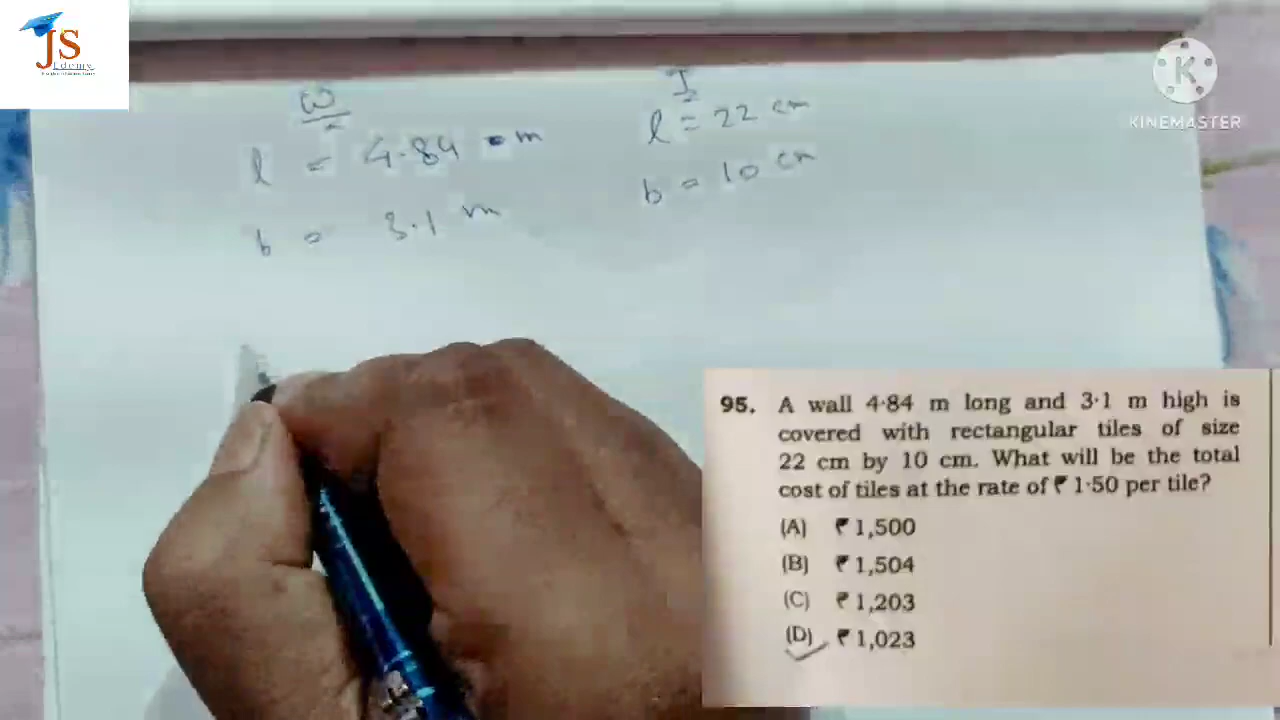 JS
Edemy
KINEMASTER
W
l = 4.84 m
b = 3.1 m
T
l = 22 cm
b = 10 cm
95. A wall 4·84 m long and 3·1 m high is
covered with rectangular tiles of size
22 cm by 10 cm. What will be the total
cost of tiles at the rate of ₹ 1·50 per tile?
(A) ₹ 1,500
(B) ₹ 1,504
(C) ₹ 1,203
(D) ₹ 1,023